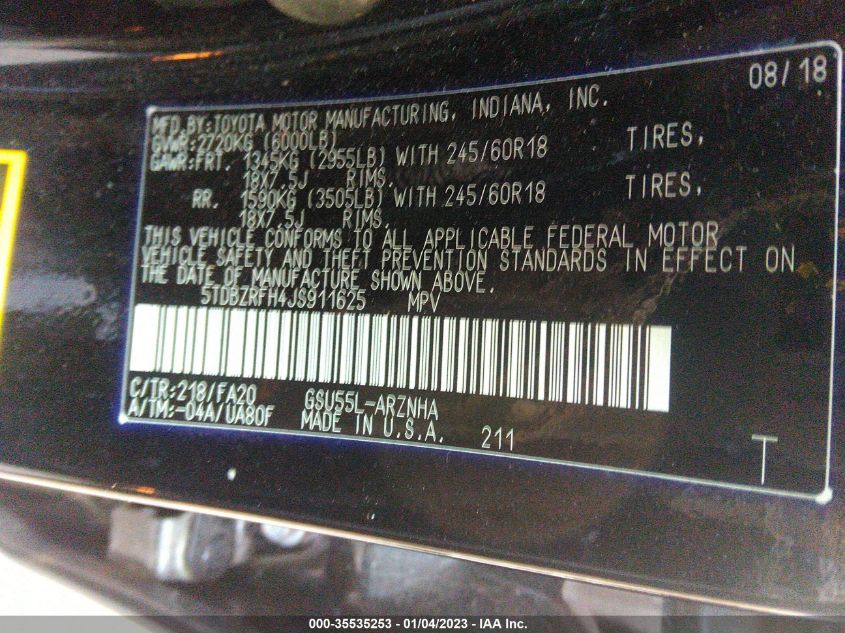 08/18
MFD.BY:TOYOTA MOTOR MANUFACTURING, INDIANA, INC.
GVWR:2720KG (6000LB)
GAWR:FRT. 1345KG (2955LB) WITH 245/60R18 TIRES,
18X7.5J RIMS.
RR. 1590KG (3505LB) WITH 245/60R18 TIRES,
18X7.5J RIMS.
THIS VEHICLE CONFORMS TO ALL APPLICABLE FEDERAL MOTOR
VEHICLE SAFETY AND THEFT PREVENTION STANDARDS IN EFFECT ON
THE DATE OF MANUFACTURE SHOWN ABOVE.
5TDBZRFH4JS911625 MPV
C/TR:218/FA20 GSU55L-ARZNHA
A/TM:-04A/UA80F MADE IN U.S.A. 211
T
000-35535253 - 01/04/2023 - IAA Inc.